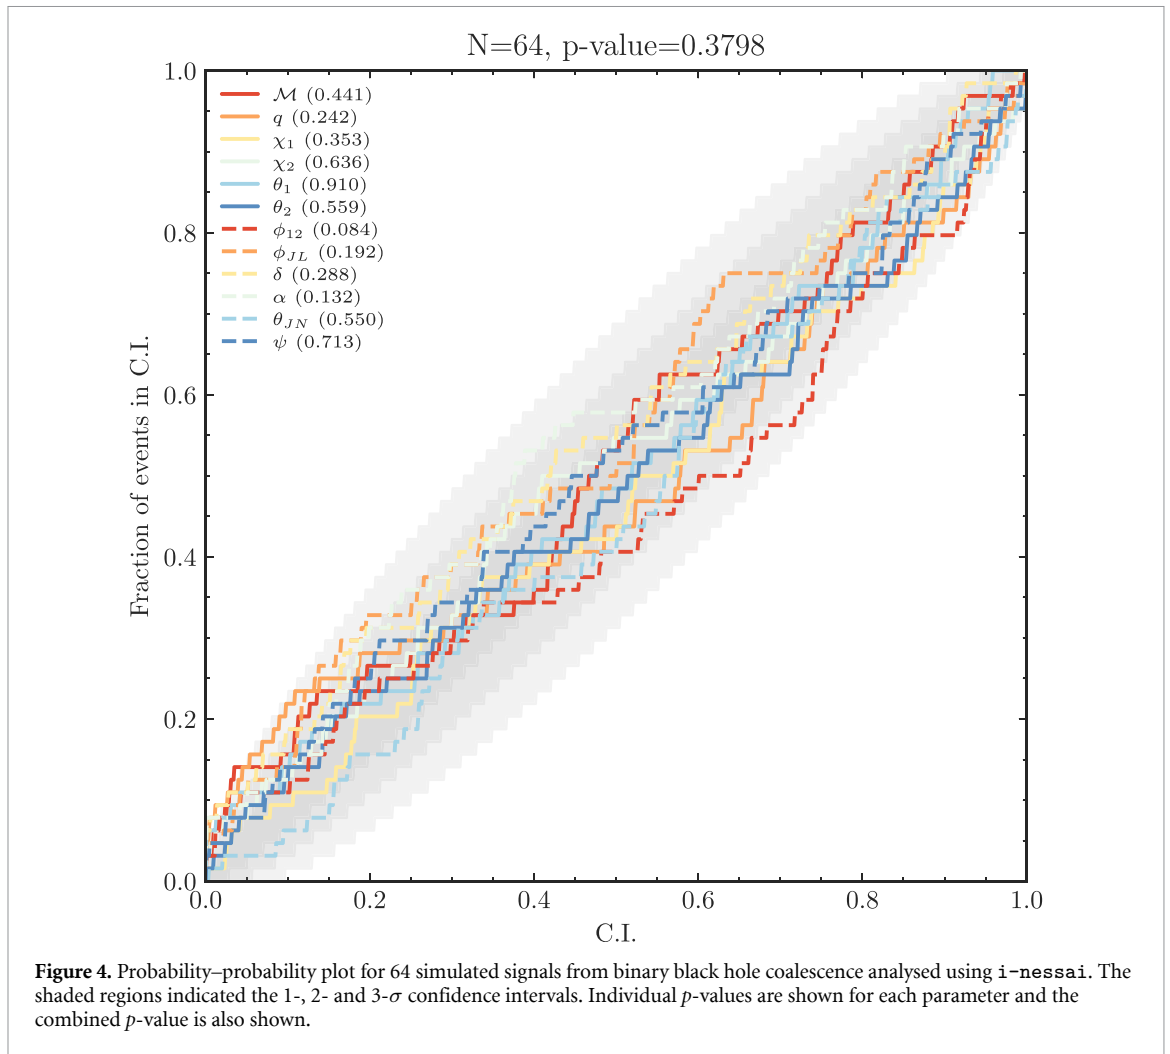 N=64, p-value=0.3798
1.0
0.8
0.6
0.4
0.2
0.0
Fraction of events in C.I.
ℳ (0.441)
q (0.242)
χ₁ (0.353)
χ₂ (0.636)
θ₁ (0.910)
θ₂ (0.559)
ϕ₁₂ (0.084)
ϕ_JL (0.192)
δ (0.288)
α (0.132)
θ_JN (0.550)
ψ (0.713)
0.0 0.2 0.4 0.6 0.8 1.0
C.I.
Figure 4. Probability–probability plot for 64 simulated signals from binary black hole coalescence analysed using i-nessai. The
shaded regions indicated the 1-, 2- and 3-σ confidence intervals. Individual p-values are shown for each parameter and the
combined p-value is also shown.